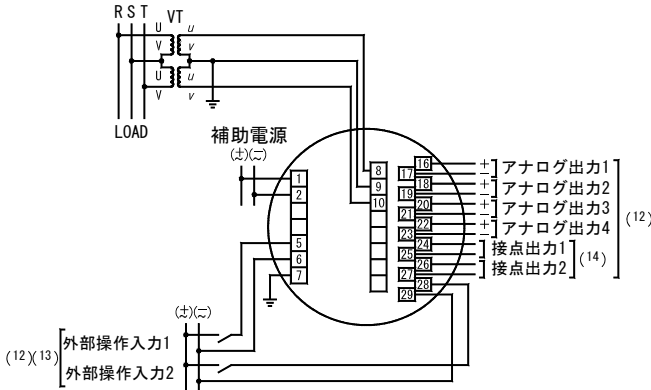 R S T
VT
U u
V v
U u
V v
LOAD
補助電源
(±)(−)
1
2
5
6
7
8
9
10
16
17
18
19
20
21
22
23
24
25
26
27
28
29
+
−
アナログ出力1
+
−
アナログ出力2
+
−
アナログ出力3
+
−
アナログ出力4
(12)
接点出力1
接点出力2
(14)
(±)(−)
(12)(13)
外部操作入力1
外部操作入力2